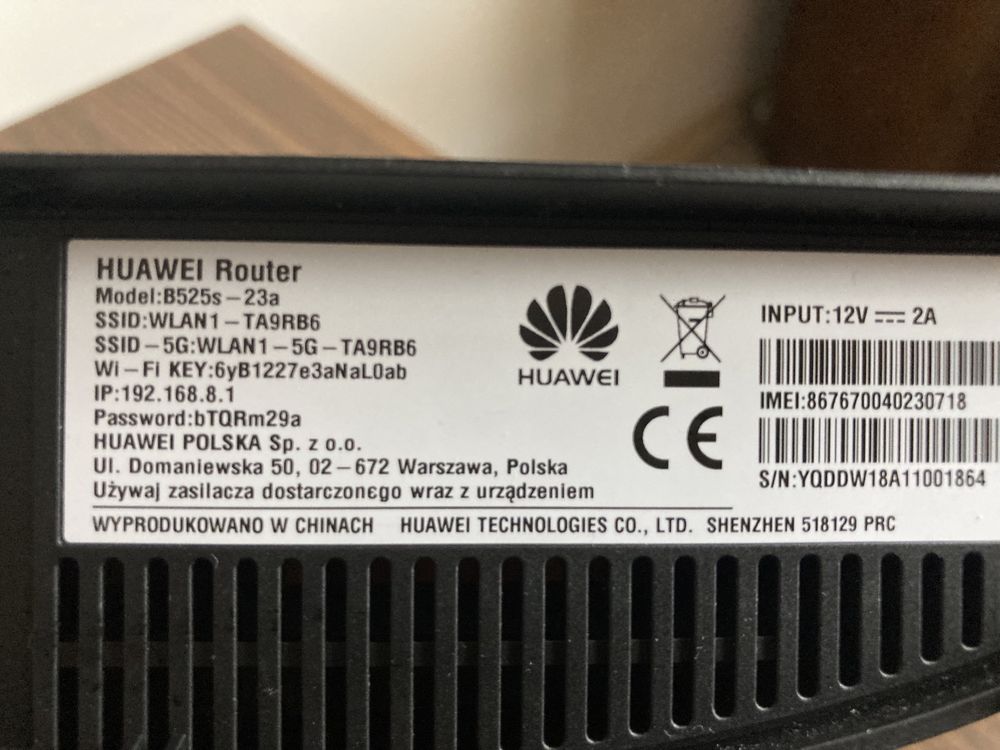 HUAWEI Router
Model:B525s-23a
SSID:WLAN1-TA9RB6
SSID-5G:WLAN1-5G-TA9RB6
Wi-Fi KEY:6yB1227e3aNaL0ab
IP:192.168.8.1
Password:bTQRm29a
HUAWEI POLSKA Sp. z o.o.
Ul. Domaniewska 50, 02-672 Warszawa, Polska
Używaj zasilacza dostarczonego wraz z urządzeniem
WYPRODUKOWANO W CHINACH HUAWEI TECHNOLOGIES CO., LTD. SHENZHEN 518129 PRC
HUAWEI
CE
INPUT:12V ⎓ 2A
IMEI:867670040230718
S/N:YQDDW18A11001864